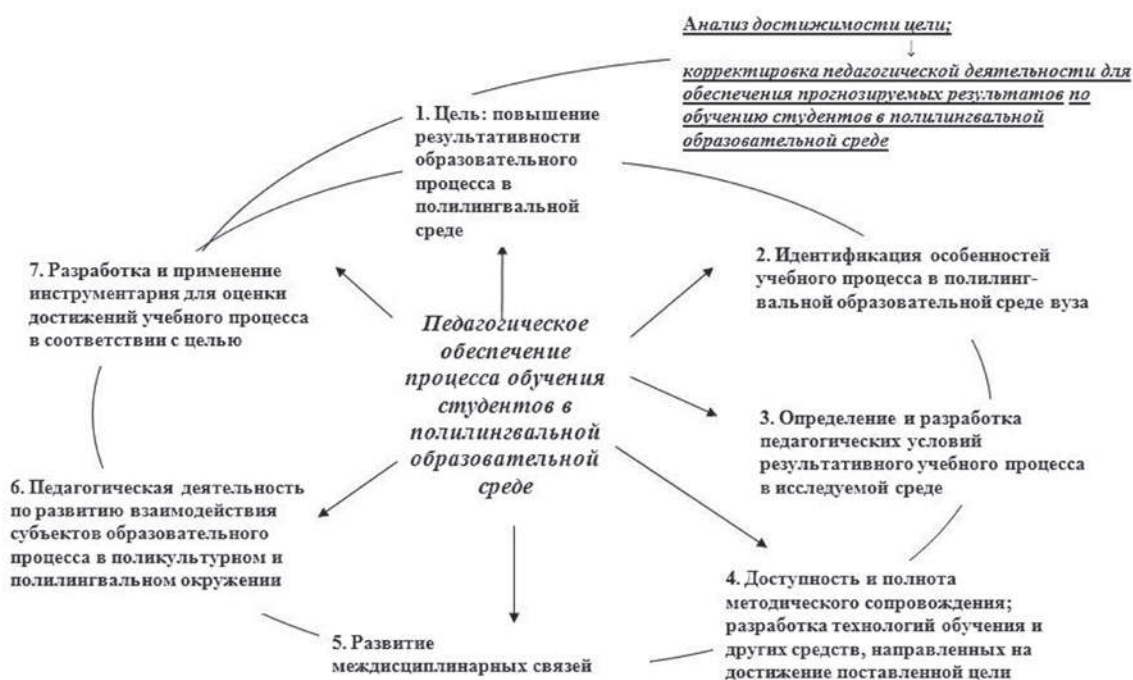 Анализ достижимости цели;
↓
корректировка педагогической деятельности для
обеспечения прогнозируемых результатов по
обучению студентов в полилингвальной
образовательной среде
1. Цель: повышение
результативности
образовательного
процесса в
полилингвальной
среде
2. Идентификация особенностей
учебного процесса в полилинг-
вальной образовательной среде вуза
3. Определение и разработка
педагогических условий
результативного учебного процесса
в исследуемой среде
4. Доступность и полнота
методического сопровождения;
разработка технологий обучения и
других средств, направленных на
достижение поставленной цели
5. Развитие
междисциплинарных связей
6. Педагогическая деятельность
по развитию взаимодействия
субъектов образовательного
процесса в поликультурном и
полилингвальном окружении
7. Разработка и применение
инструментария для оценки
достижений учебного процесса
в соответствии с целью
Педагогическое
обеспечение
процесса обучения
студентов в
полилингвальной
образовательной
среде